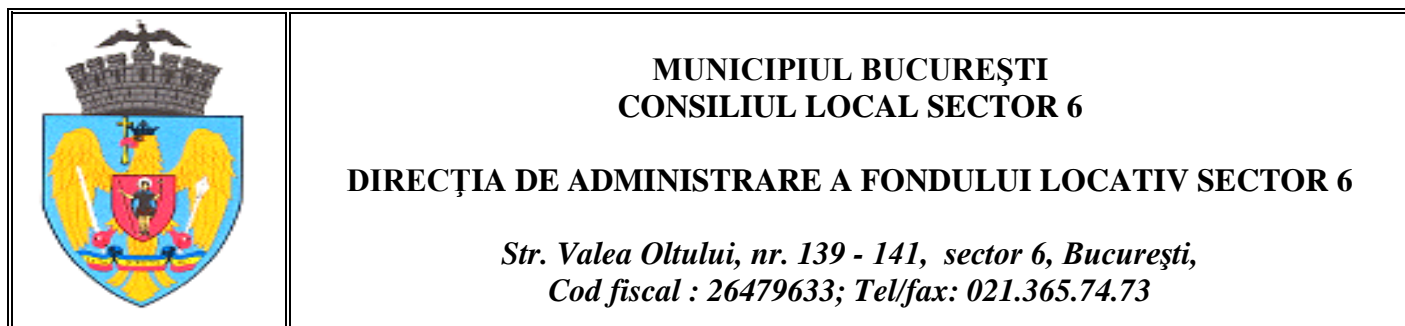 MUNICIPIUL BUCUREŞTI
CONSILIUL LOCAL SECTOR 6
DIRECŢIA DE ADMINISTRARE A FONDULUI LOCATIV SECTOR 6
Str. Valea Oltului, nr. 139 - 141, sector 6, Bucureşti,
Cod fiscal : 26479633; Tel/fax: 021.365.74.73